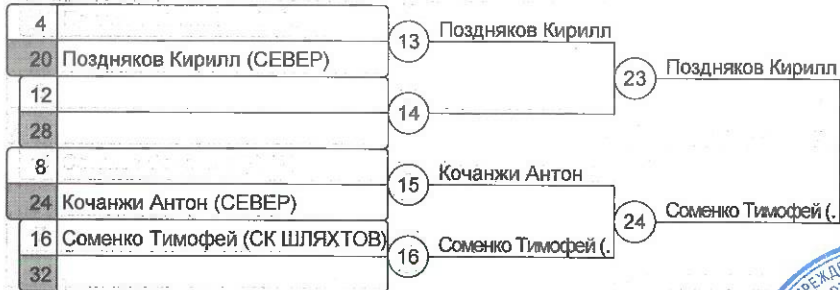 4
20 Поздняков Кирилл (СЕВЕР)
13 Поздняков Кирилл
12
28
14
23 Поздняков Кирилл
8
24 Кочанжи Антон (СЕВЕР)
15 Кочанжи Антон
16 Соменко Тимофей (СК ШЛЯХТОВ)
32
16 Соменко Тимофей (.
24 Соменко Тимофей (.